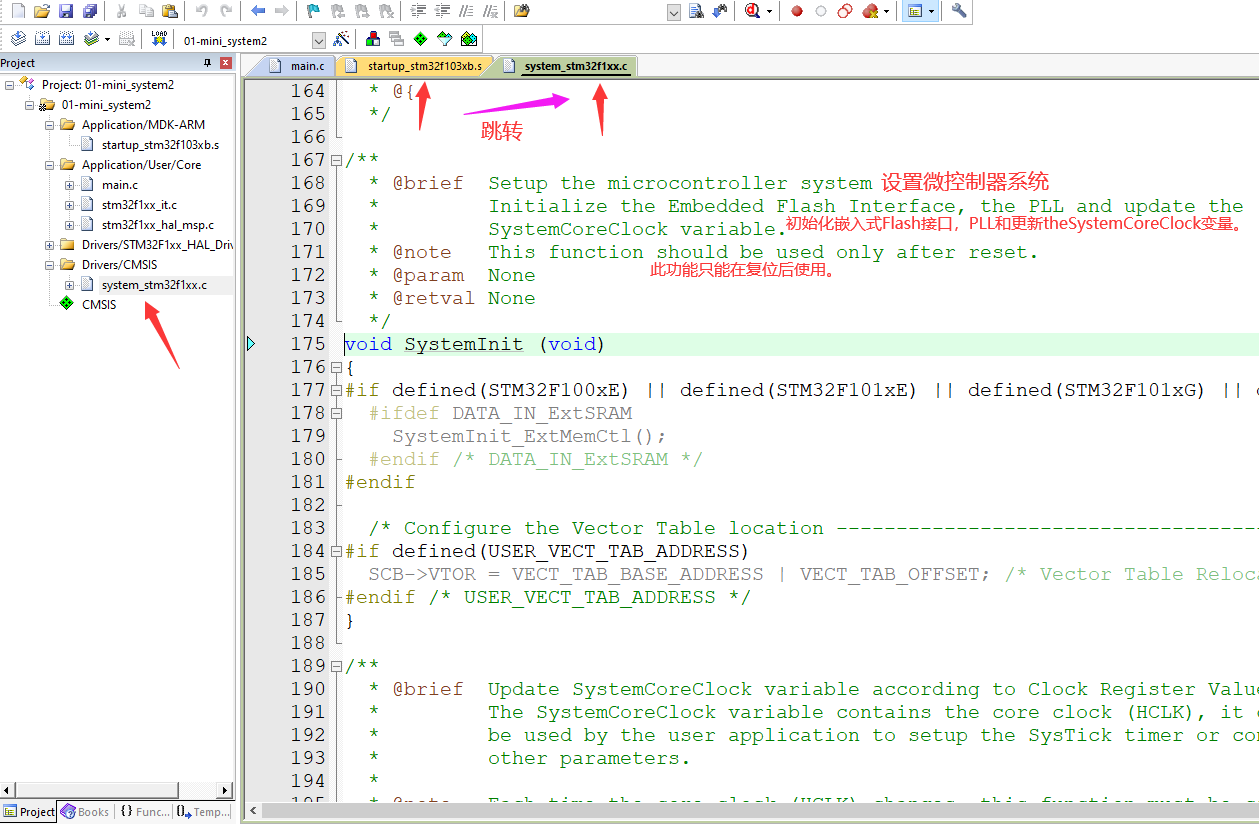 01-mini_system2
Project
main.c
startup_stm32f103xb.s
system_stm32f1xx.c
Project: 01-mini_system2
01-mini_system2
Application/MDK-ARM
startup_stm32f103xb.s
Application/User/Core
main.c
stm32f1xx_it.c
stm32f1xx_hal_msp.c
Drivers/STM32F1xx_HAL_Driv
Drivers/CMSIS
system_stm32f1xx.c
CMSIS
Project Books {} Func... Temp...
跳转
164 * @{
165 */
166
167 /**
168 * @brief Setup the microcontroller system 设置微控制器系统
169 * Initialize the Embedded Flash Interface, the PLL and update the
170 * SystemCoreClock variable. 初始化嵌入式Flash接口，PLL和更新theSystemCoreClock变量。
171 * @note This function should be used only after reset.
此功能只能在复位后使用。
172 * @param None
173 * @retval None
174 */
175 void SystemInit (void)
176 {
177 #if defined(STM32F100xE) || defined(STM32F101xE) || defined(STM32F101xG) ||
178 #ifdef DATA_IN_ExtSRAM
179 SystemInit_ExtMemCtl();
180 #endif /* DATA_IN_ExtSRAM */
181 #endif
182
183 /* Configure the Vector Table location ------------------------------------
184 #if defined(USER_VECT_TAB_ADDRESS)
185 SCB->VTOR = VECT_TAB_BASE_ADDRESS | VECT_TAB_OFFSET; /* Vector Table Reloca
186 #endif /* USER_VECT_TAB_ADDRESS */
187 }
188
189 /**
190 * @brief Update SystemCoreClock variable according to Clock Register Value
191 * The SystemCoreClock variable contains the core clock (HCLK), it
192 * be used by the user application to setup the SysTick timer or con
193 * other parameters.
194 *